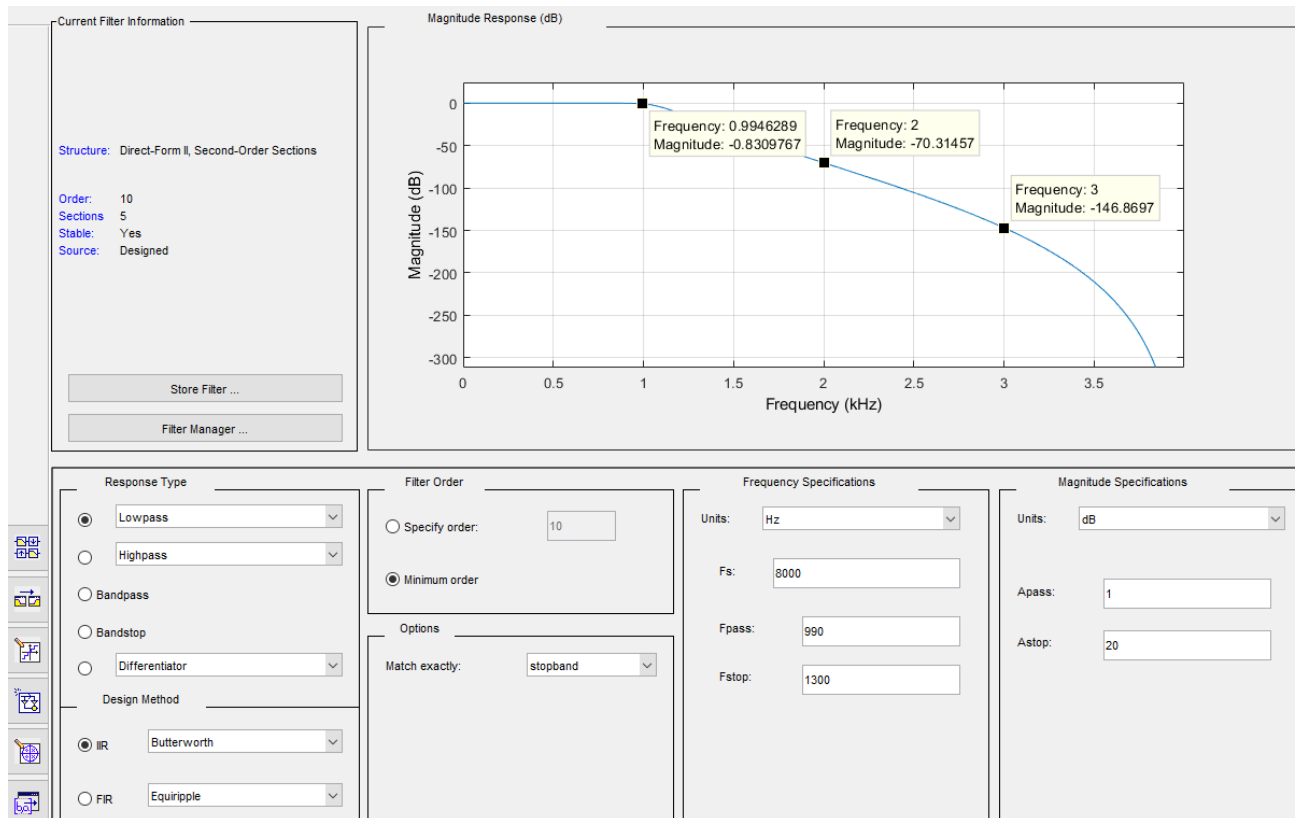 Current Filter Information
Structure: Direct-Form II, Second-Order Sections
Order: 10
Sections 5
Stable: Yes
Source: Designed
Store Filter ...
Filter Manager ...
Magnitude Response (dB)
Magnitude (dB)
0
-50
-100
-150
-200
-250
-300
Frequency: 0.9946289
Magnitude: -0.8309767
Frequency: 2
Magnitude: -70.31457
Frequency: 3
Magnitude: -146.8697
0 0.5 1 1.5 2 2.5 3 3.5
Frequency (kHz)
Response Type
Lowpass
Highpass
Bandpass
Bandstop
Differentiator
Design Method
IIR Butterworth
FIR Equiripple
Filter Order
Specify order: 10
Minimum order
Options
Match exactly: stopband
Frequency Specifications
Units: Hz
Fs: 8000
Fpass: 990
Fstop: 1300
Magnitude Specifications
Units: dB
Apass: 1
Astop: 20
[b,a]